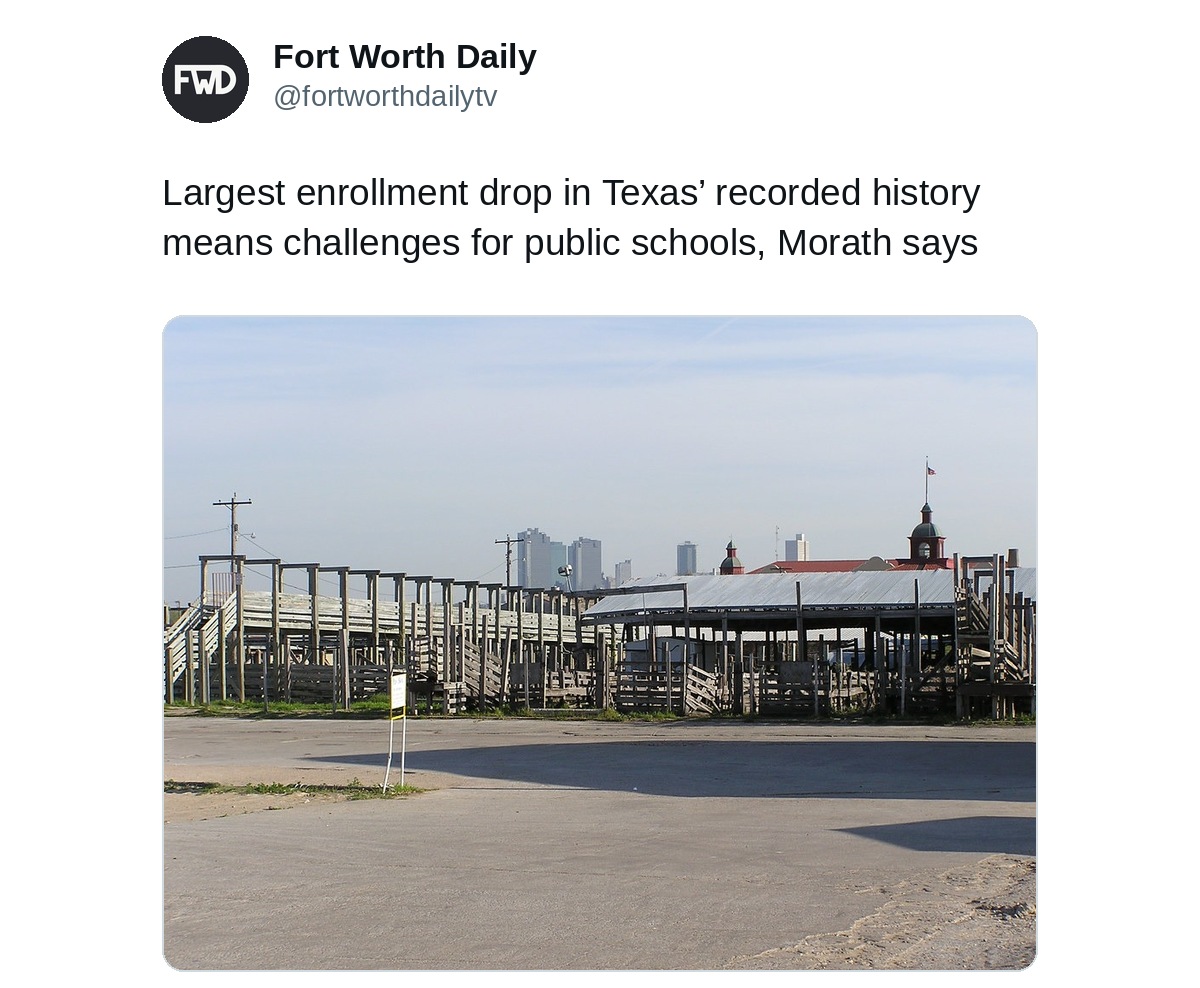 FWD
Fort Worth Daily
@fortworthdailytv
Largest enrollment drop in Texas’ recorded history
means challenges for public schools, Morath says